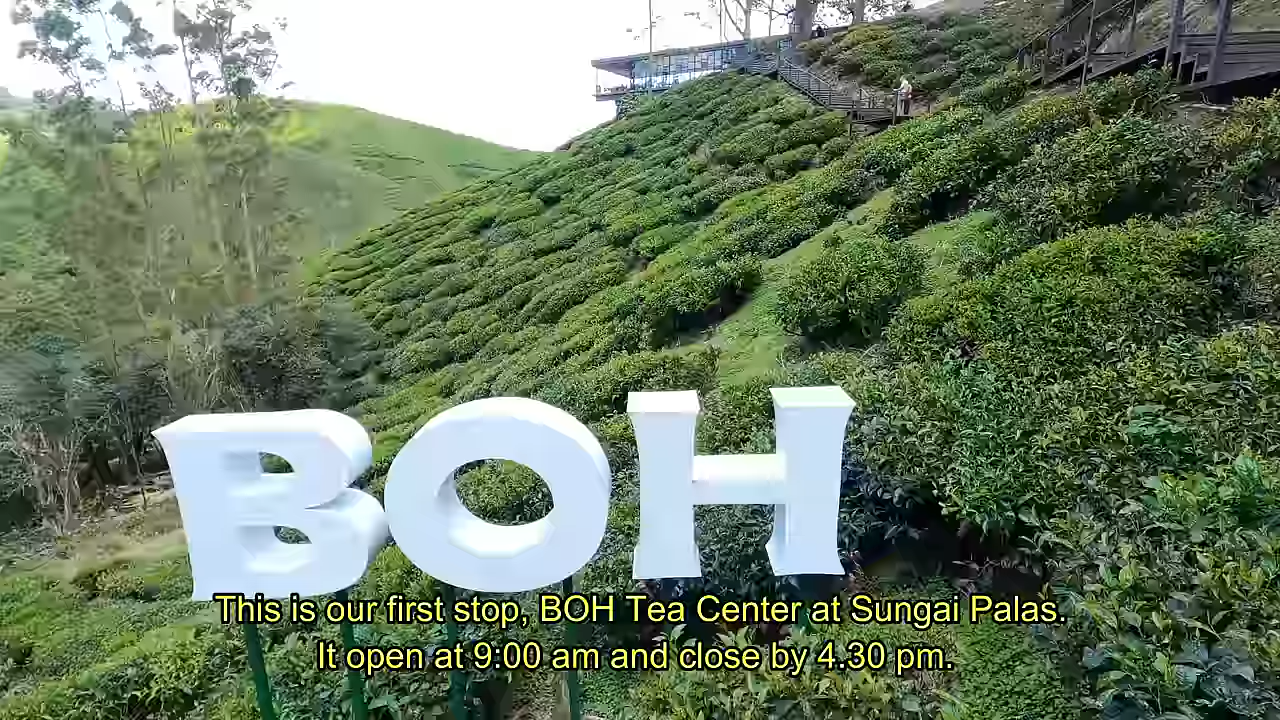 BOH
This is our first stop, BOH Tea Center at Sungai Palas.
It open at 9:00 am and close by 4.30 pm.